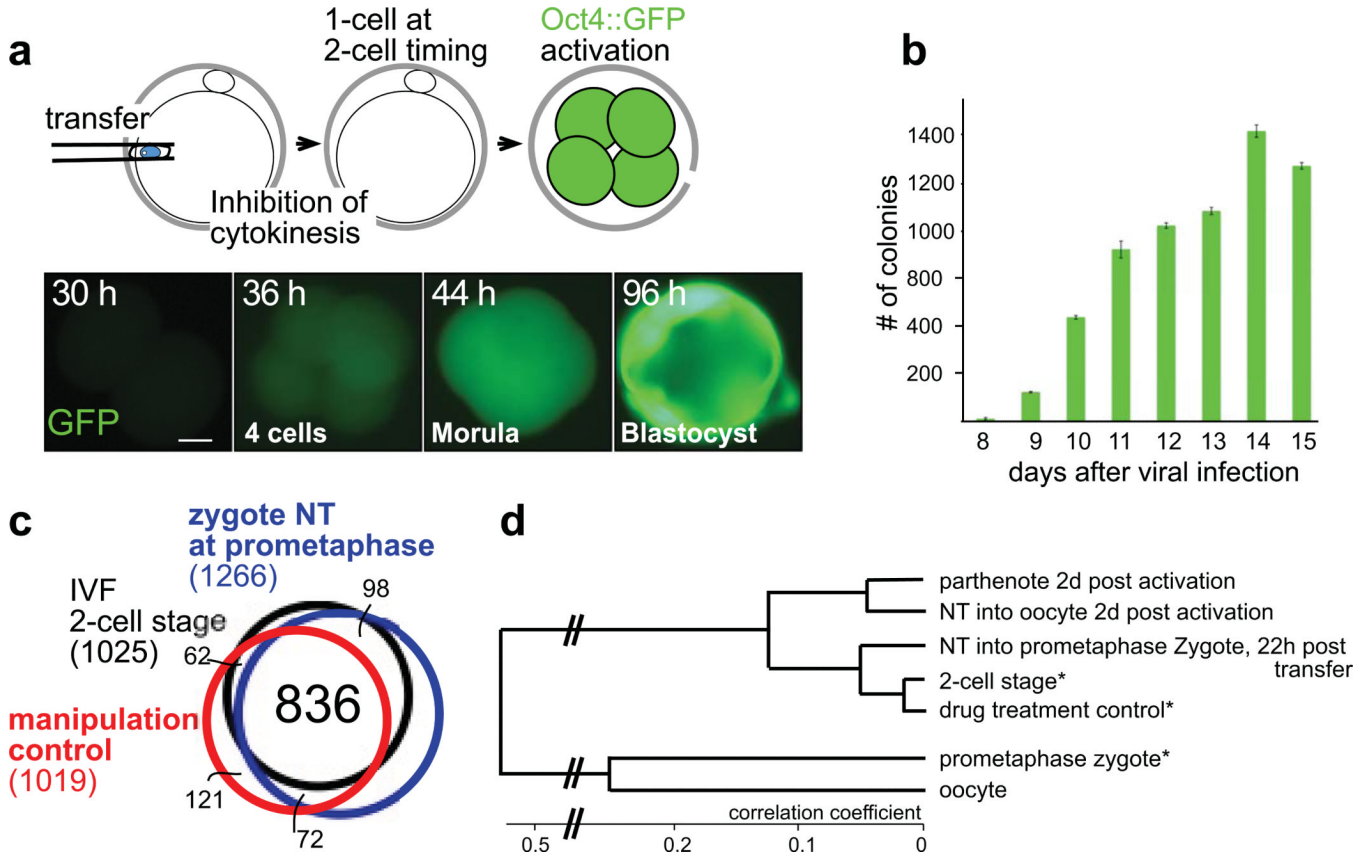 a
transfer
1-cell at
2-cell timing
Oct4::GFP
activation
Inhibition of
cytokinesis
30 h
GFP
36 h
4 cells
44 h
Morula
96 h
Blastocyst
b
# of colonies
1400
1200
1000
800
400
200
8 9 10 11 12 13 14 15
days after viral infection
c
zygote NT
at prometaphase
(1266)
IVF
2-cell stage
(1025)
manipulation
control
(1019)
98
62
836
121
72
d
parthenote 2d post activation
NT into oocyte 2d post activation
NT into prometaphase Zygote, 22h post
transfer
2-cell stage*
drug treatment control*
prometaphase zygote*
oocyte
correlation coefficient
0.5 0.2 0.1 0